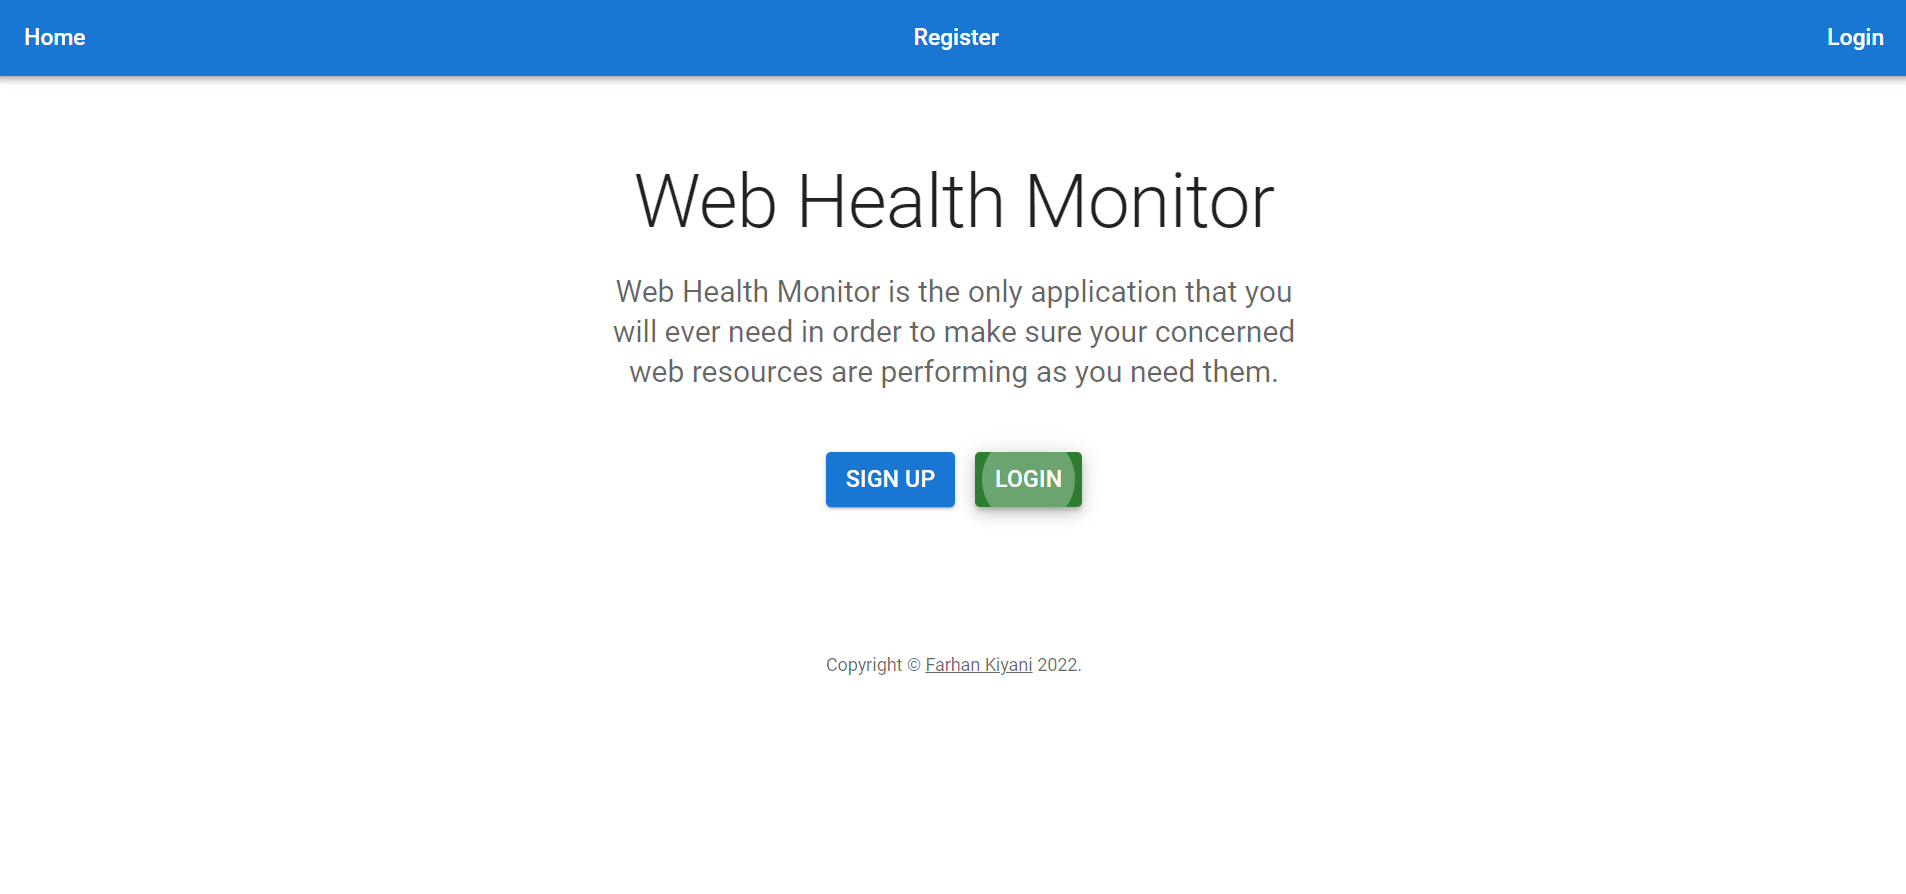 Home
Register
Login
Web Health Monitor
Web Health Monitor is the only application that you
will ever need in order to make sure your concerned
web resources are performing as you need them.
SIGN UP
LOGIN
Copyright © Farhan Kiyani 2022.